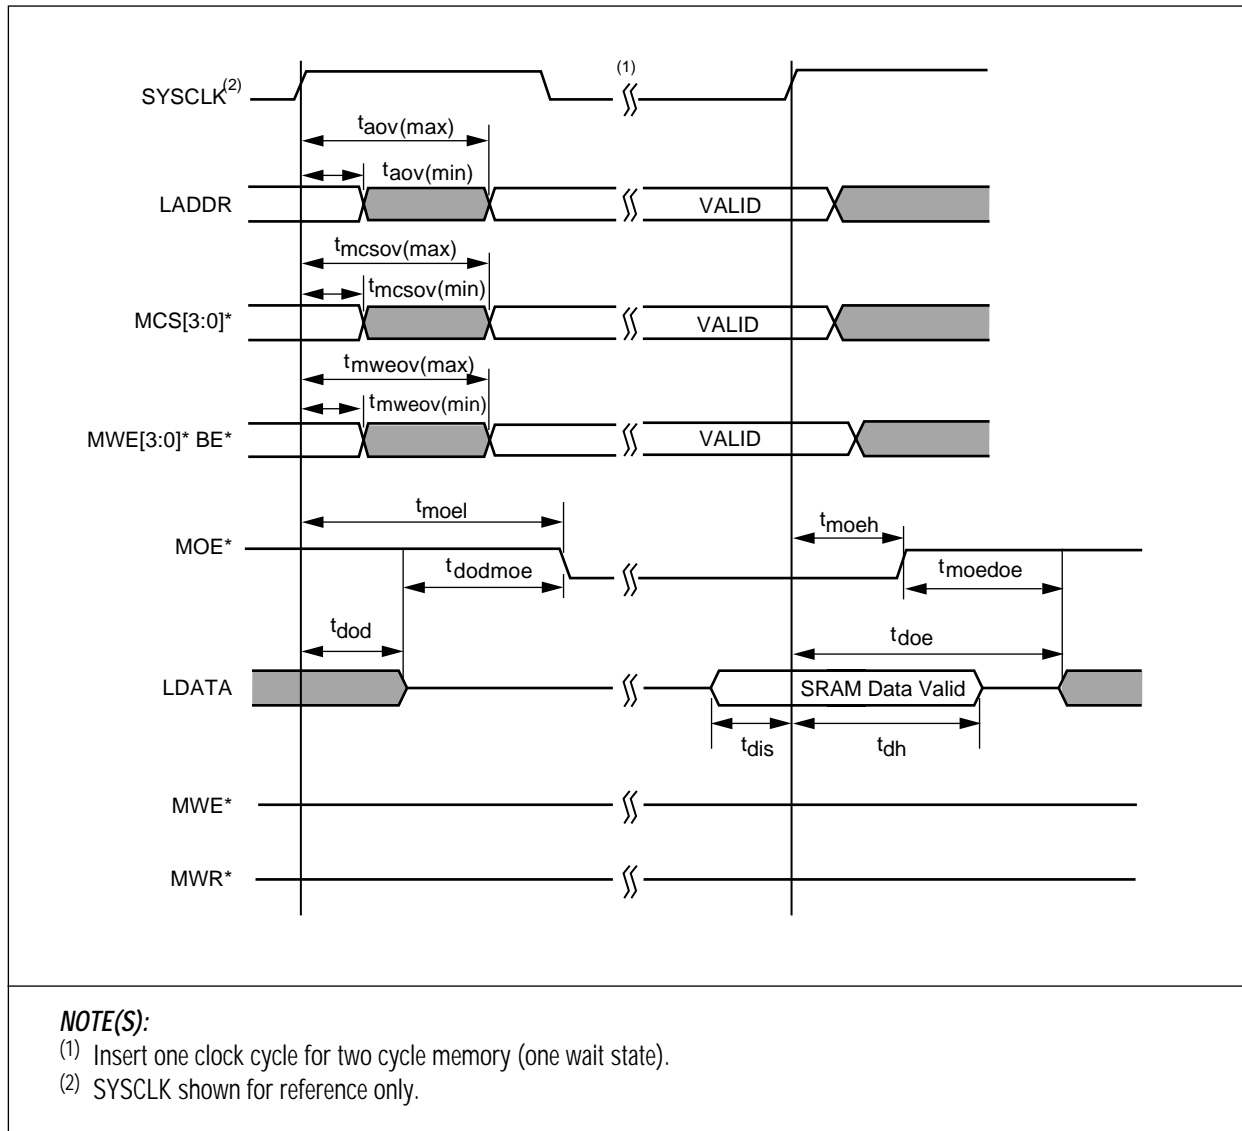 (1)
SYSCLK(2)
taov(max)
taov(min)
LADDR
VALID
tmcsov(max)
tmcsov(min)
MCS[3:0]*
VALID
tmweov(max)
tmweov(min)
MWE[3:0]* BE*
VALID
tmoel
tmoeh
MOE*
tdodmoe
tmoedoe
tdod
tdoe
LDATA
SRAM Data Valid
tdis
tdh
MWE*
MWR*
NOTE(S):
(1) Insert one clock cycle for two cycle memory (one wait state).
(2) SYSCLK shown for reference only.